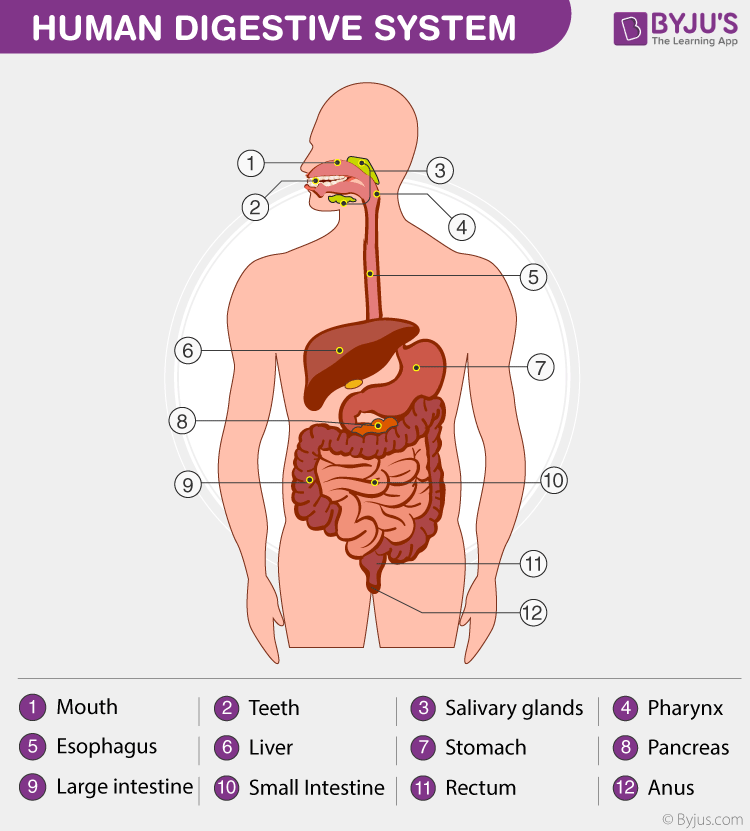 HUMAN DIGESTIVE SYSTEM
BYJU'S
The Learning App
1
2
3
4
5
6
7
8
9
10
11
12
1 Mouth
2 Teeth
3 Salivary glands
4 Pharynx
5 Esophagus
6 Liver
7 Stomach
8 Pancreas
9 Large intestine
10 Small Intestine
11 Rectum
12 Anus
© Byjus.com